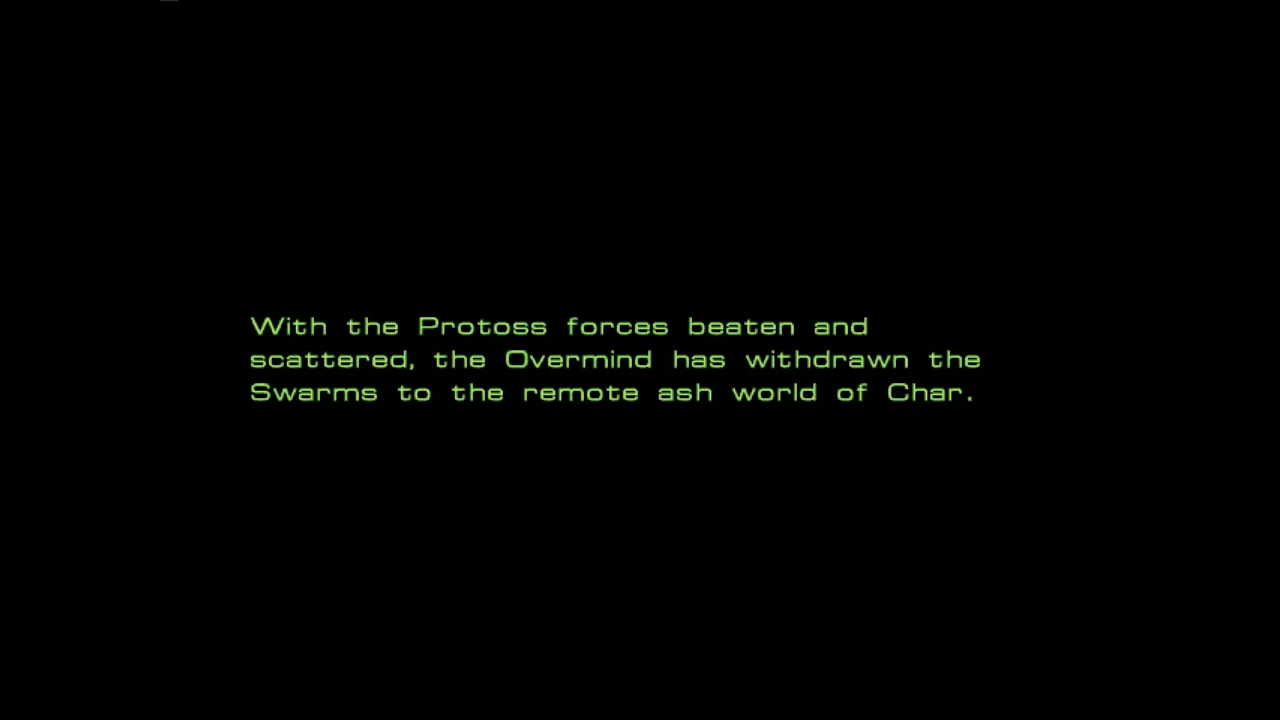 With the Protoss forces beaten and
scattered, the Overmind has withdrawn the
Swarms to the remote ash world of Char.